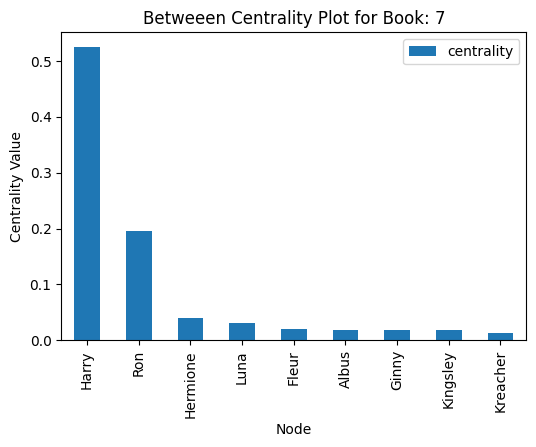 Betweeen Centrality Plot for Book: 7
centrality
Centrality Value
0.5
0.4
0.3
0.2
0.1
0.0
Harry
Ron
Hermione
Luna
Fleur
Albus
Ginny
Kingsley
Kreacher
Node